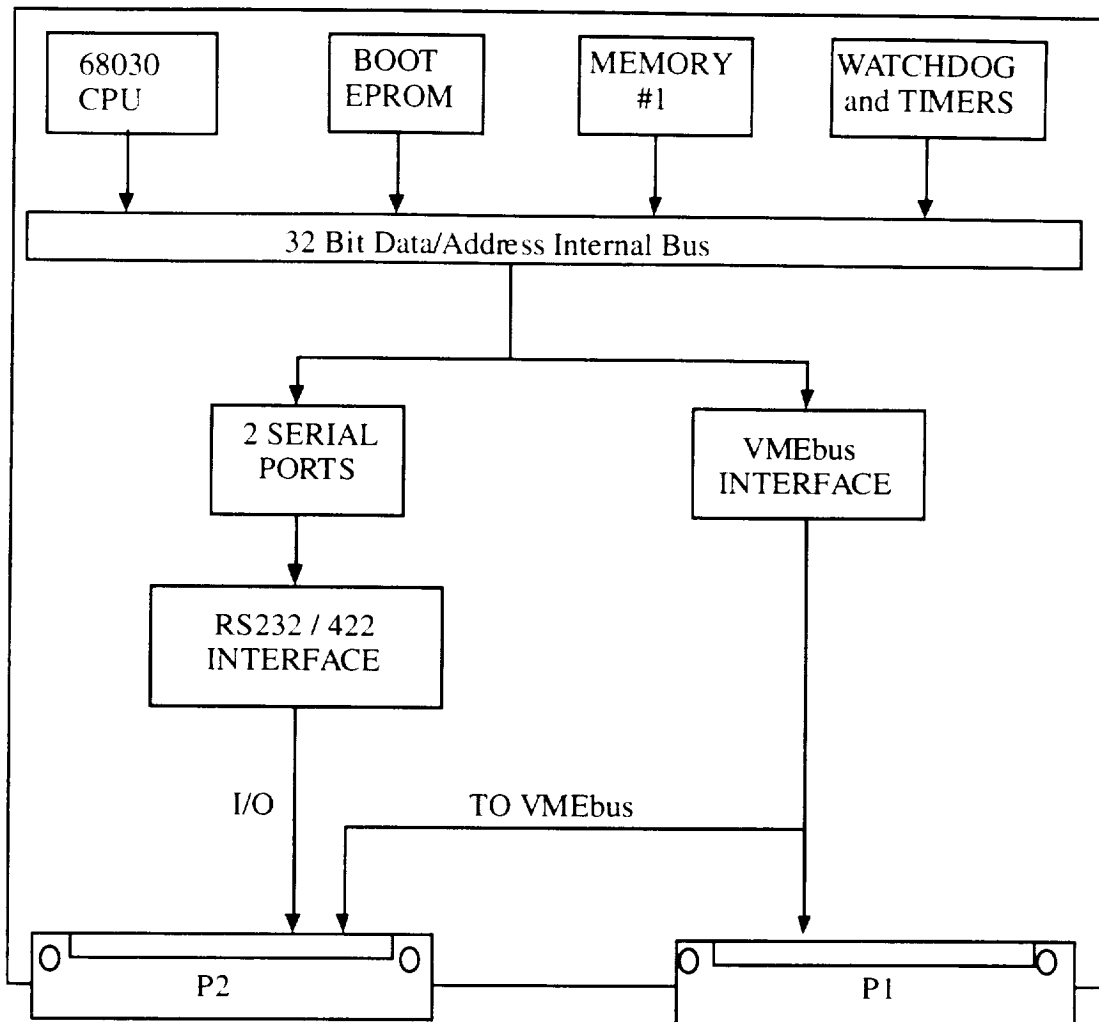 68030
CPU
BOOT
EPROM
MEMORY
#1
WATCHDOG
and TIMERS
32 Bit Data/Address Internal Bus
2 SERIAL
PORTS
VMEbus
INTERFACE
RS232 / 422
INTERFACE
I/O
TO VMEbus
P2
P1